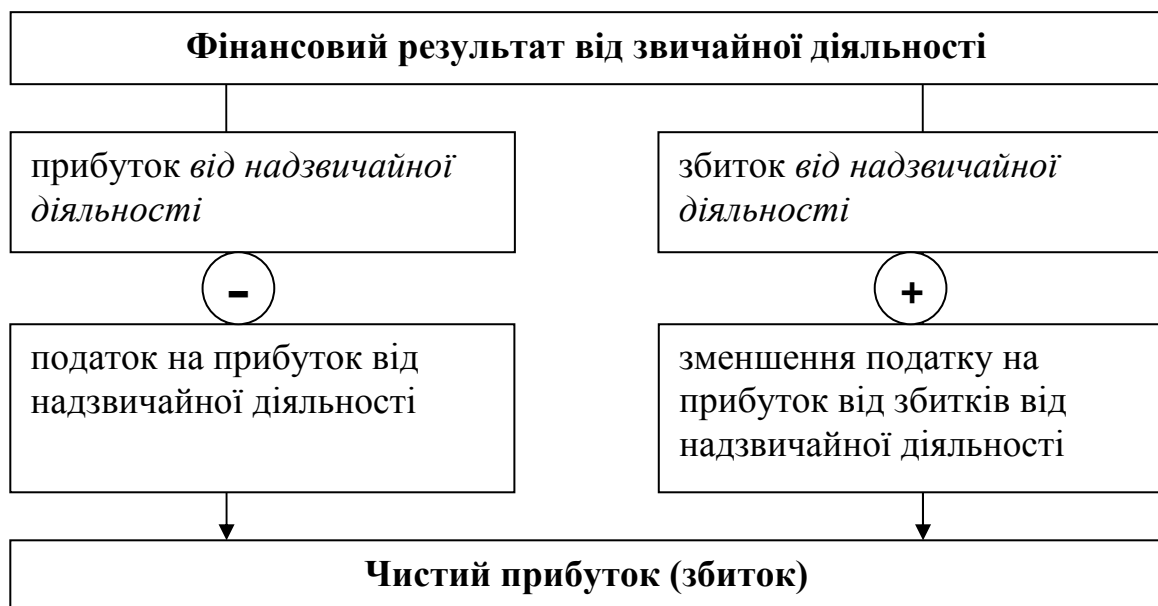 Фінансовий результат від звичайної діяльності
прибуток від надзвичайної
діяльності
збиток від надзвичайної
діяльності
-
+
податок на прибуток від
надзвичайної діяльності
зменшення податку на
прибуток від збитків від
надзвичайної діяльності
Чистий прибуток (збиток)